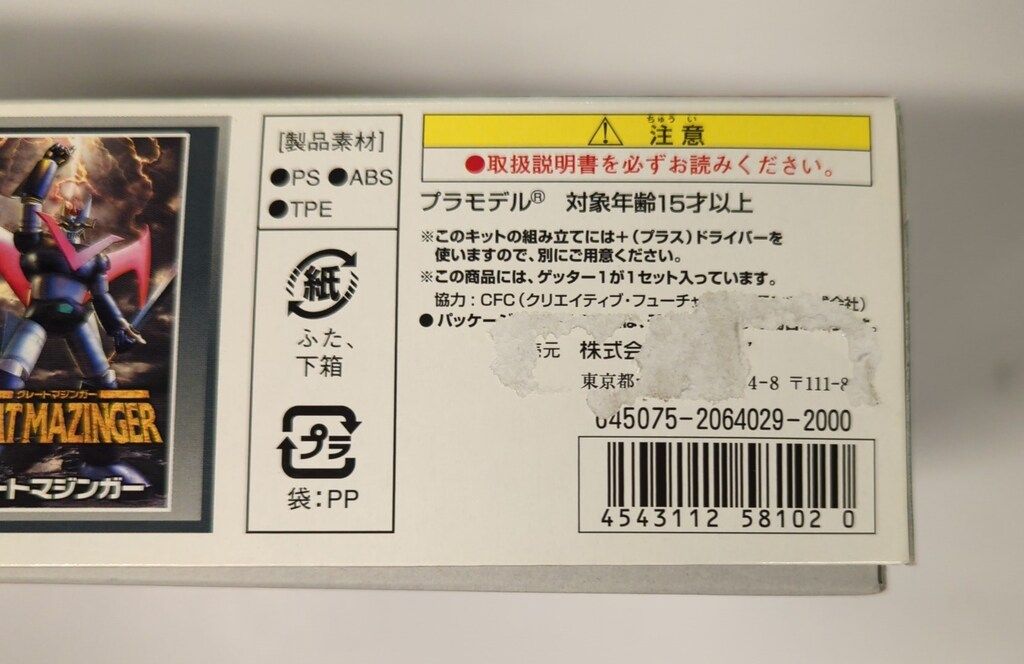 グレートマジンガー
AT MAZINGER
ートマジンガー
[製品素材]
●PS ●ABS
●TPE
紙
ふた、
下箱
プラ
袋：PP
ちゅう い
注意
●取扱説明書を必ずお読みください。
プラモデル® 対象年齢15才以上
※このキットの組み立てには+(プラス)ドライバーを
使いますので、別にご用意ください。
※この商品には、ゲッター1が1セット入っています。
協力：CFC(クリエイティブ・フューチャ 会社)
●パッケージ
売元 株式会
東京都 4-8 〒111-8
045075-2064029-2000
4543112 58102 0